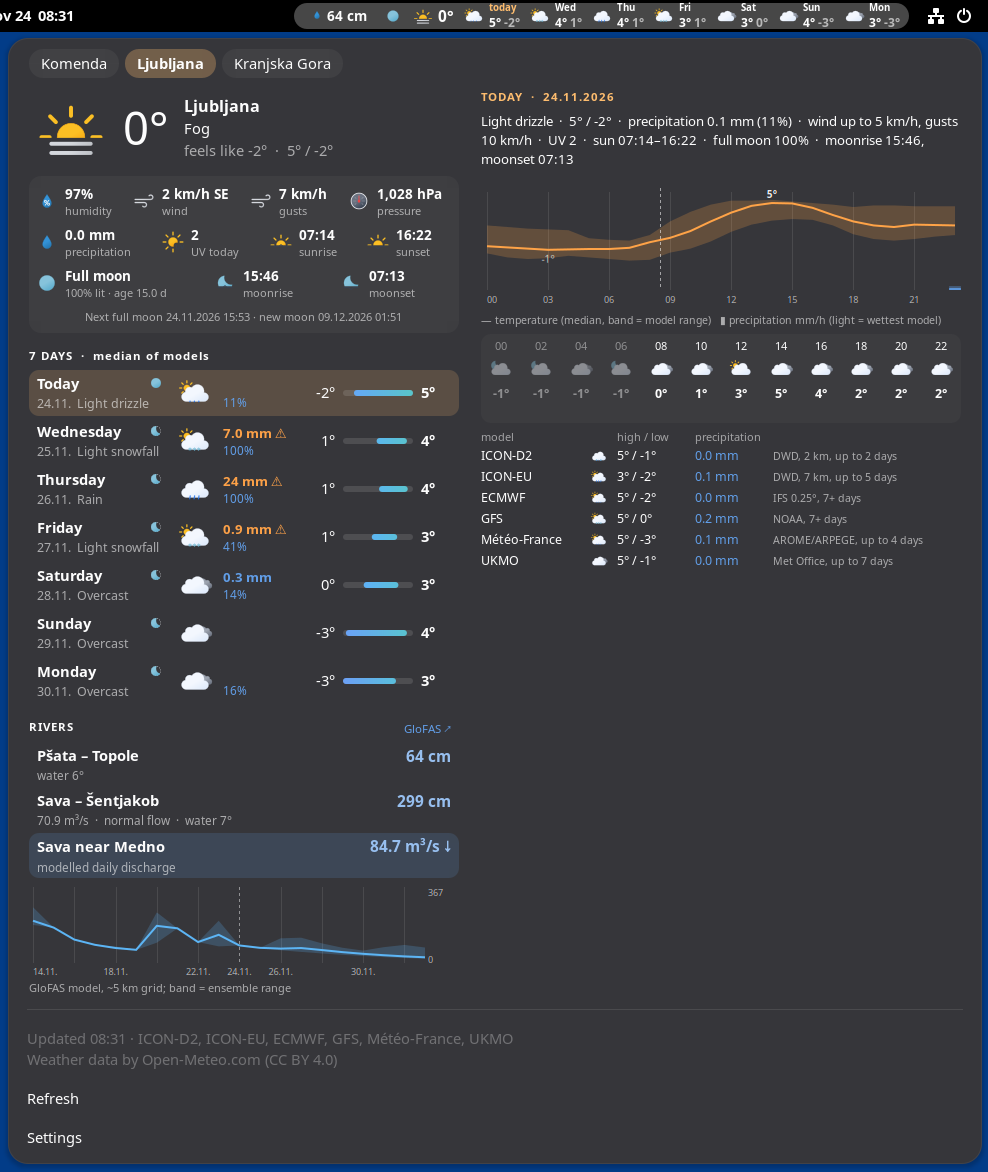 ov 24 08:31
64 cm 0° today 5° -2° Wed 4° 1° Thu 4° 1° Fri 3° 1° Sat 3° 0° Sun 4° -3° Mon 3° -3°
Komenda Ljubljana Kranjska Gora
0°
Ljubljana
Fog
feels like -2° · 5° / -2°
97% 2 km/h SE 7 km/h 1,028 hPa
humidity wind gusts pressure
0.0 mm 2 07:14 16:22
precipitation UV today sunrise sunset
Full moon 15:46 07:13
100% lit · age 15.0 d moonrise moonset
Next full moon 24.11.2026 15:53 · new moon 09.12.2026 01:51
7 DAYS · median of models
Today -2° 5°
24.11. Light drizzle 11%
Wednesday 7.0 mm ⚠ 1° 4°
25.11. Light snowfall 100%
Thursday 24 mm ⚠ 1° 4°
26.11. Rain 100%
Friday 0.9 mm ⚠ 1° 3°
27.11. Light snowfall 41%
Saturday 0.3 mm 0° 3°
28.11. Overcast 14%
Sunday -3° 4°
29.11. Overcast
Monday -3° 3°
30.11. Overcast 16%
RIVERS GloFAS ↗
Pšata – Topole 64 cm
water 6°
Sava – Šentjakob 299 cm
70.9 m³/s · normal flow · water 7°
Sava near Medno 84.7 m³/s ↓
modelled daily discharge
367
0
14.11. 18.11. 22.11. 24.11. 26.11. 30.11.
GloFAS model, ~5 km grid; band = ensemble range
TODAY · 24.11.2026
Light drizzle · 5° / -2° · precipitation 0.1 mm (11%) · wind up to 5 km/h, gusts
10 km/h · UV 2 · sun 07:14–16:22 · full moon 100% · moonrise 15:46,
moonset 07:13
5°
-1°
00 03 06 09 12 15 18 21
— temperature (median, band = model range) ▮ precipitation mm/h (light = wettest model)
00 02 04 06 08 10 12 14 16 18 20 22
-1° -1° -1° -1° 0° 1° 3° 5° 4° 2° 2° 2°
model high / low precipitation
ICON-D2 5° / -1° 0.0 mm DWD, 2 km, up to 2 days
ICON-EU 3° / -2° 0.1 mm DWD, 7 km, up to 5 days
ECMWF 5° / -2° 0.0 mm IFS 0.25°, 7+ days
GFS 5° / 0° 0.2 mm NOAA, 7+ days
Météo-France 5° / -3° 0.1 mm AROME/ARPEGE, up to 4 days
UKMO 5° / -1° 0.0 mm Met Office, up to 7 days
Updated 08:31 · ICON-D2, ICON-EU, ECMWF, GFS, Météo-France, UKMO
Weather data by Open-Meteo.com (CC BY 4.0)
Refresh
Settings